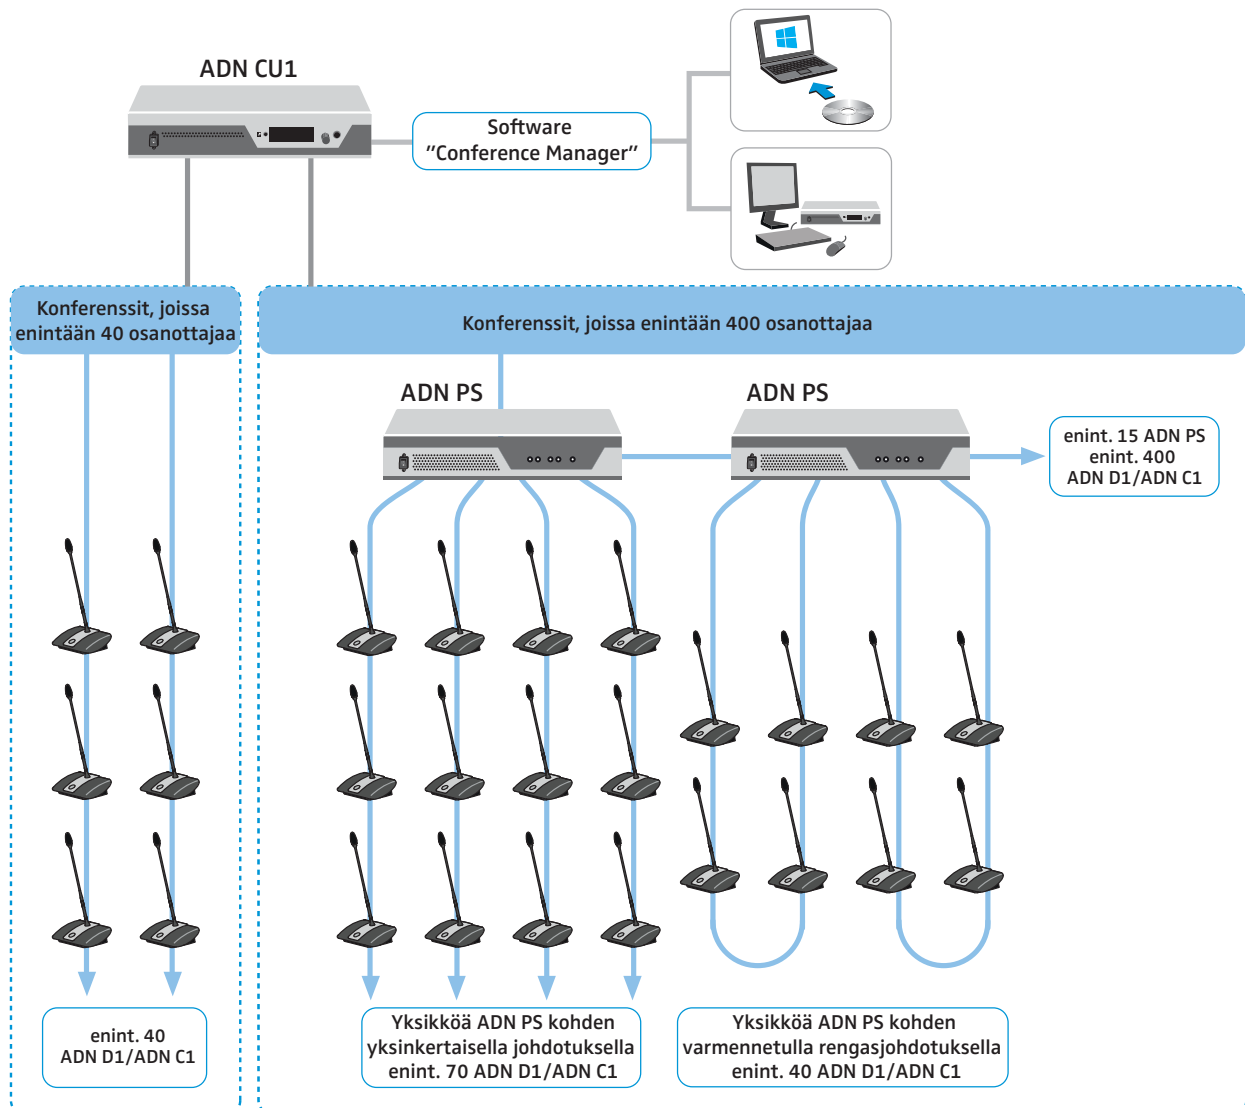 ADN CU1
Software
”Conference Manager”
Konferenssit, joissa
enintään 40 osanottajaa
Konferenssit, joissa enintään 400 osanottajaa
ADN PS
ADN PS
enint. 15 ADN PS
enint. 400
ADN D1/ADN C1
enint. 40
ADN D1/ADN C1
Yksikköä ADN PS kohden
yksinkertaisella johdotuksella
enint. 70 ADN D1/ADN C1
Yksikköä ADN PS kohden
varmennetulla rengasjohdotuksella
enint. 40 ADN D1/ADN C1